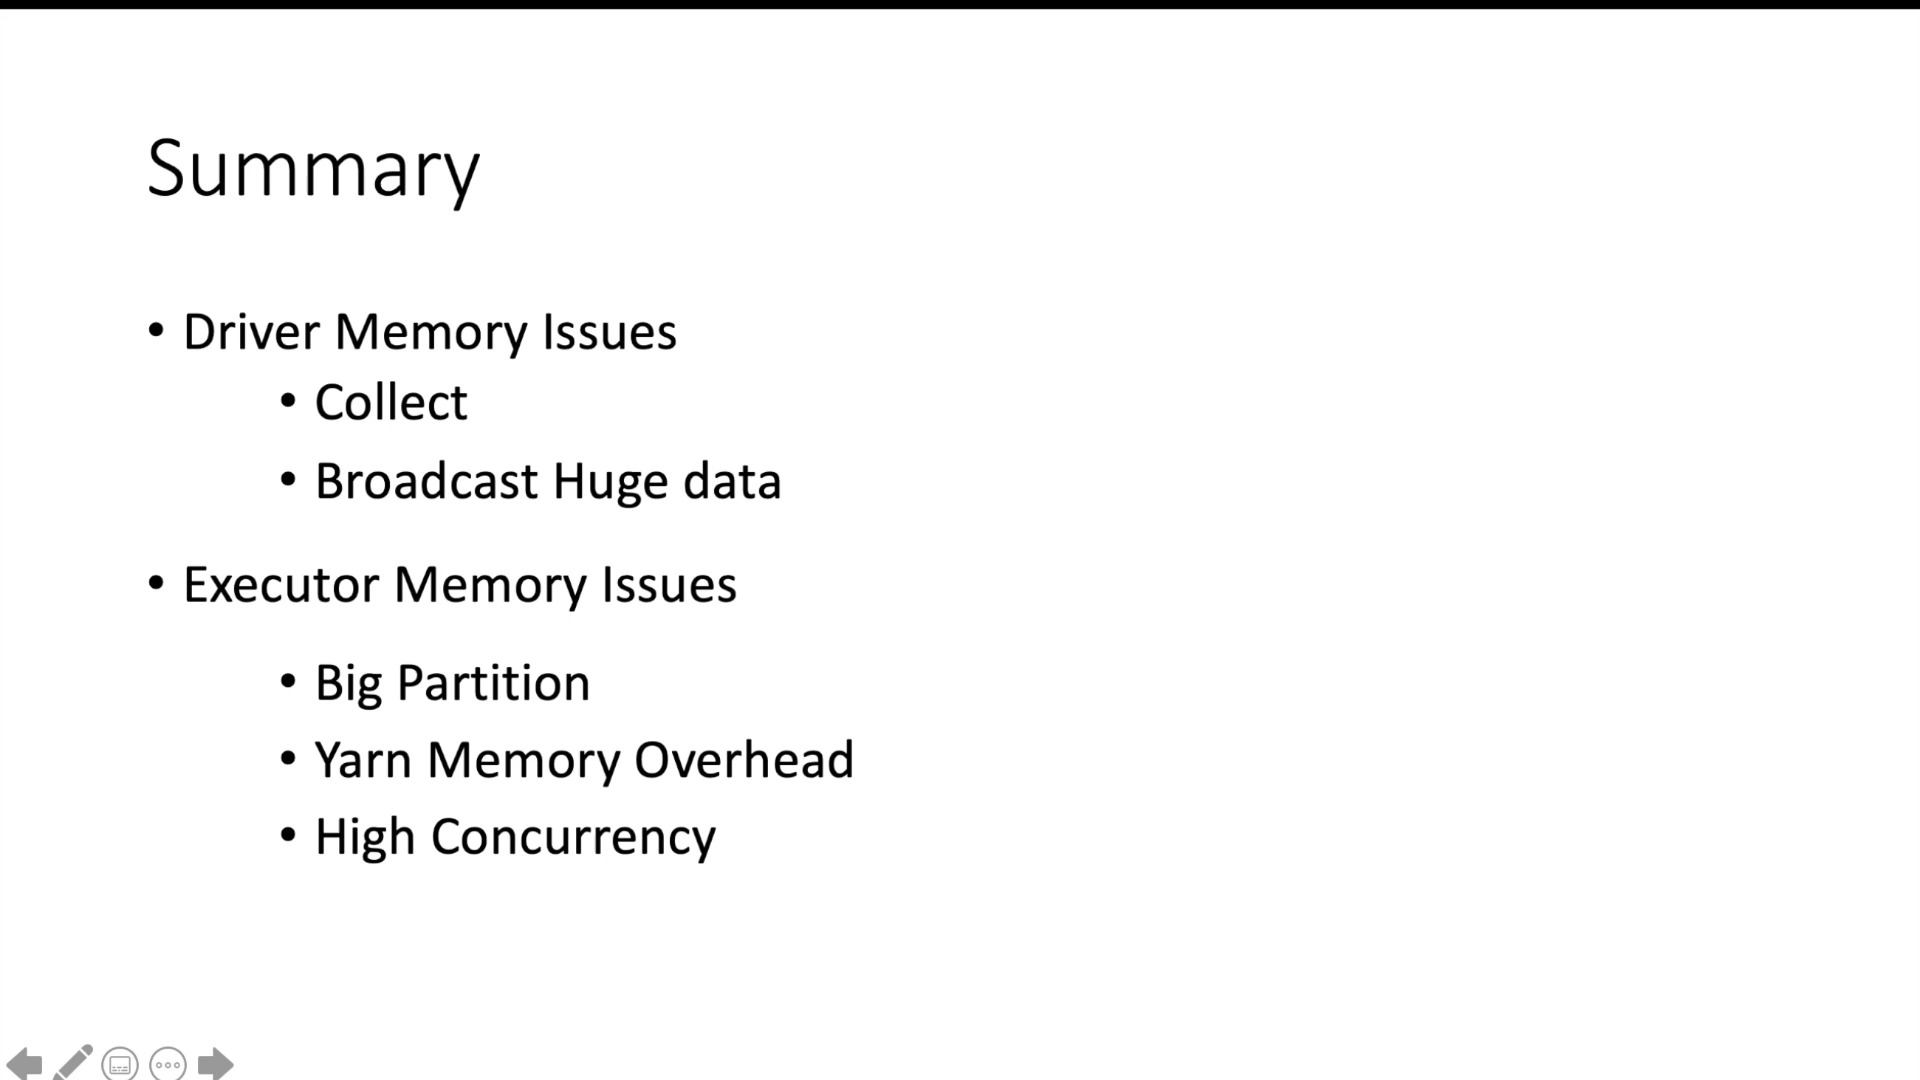 Summary
• Driver Memory Issues
• Collect
• Broadcast Huge data
• Executor Memory Issues
• Big Partition
• Yarn Memory Overhead
• High Concurrency